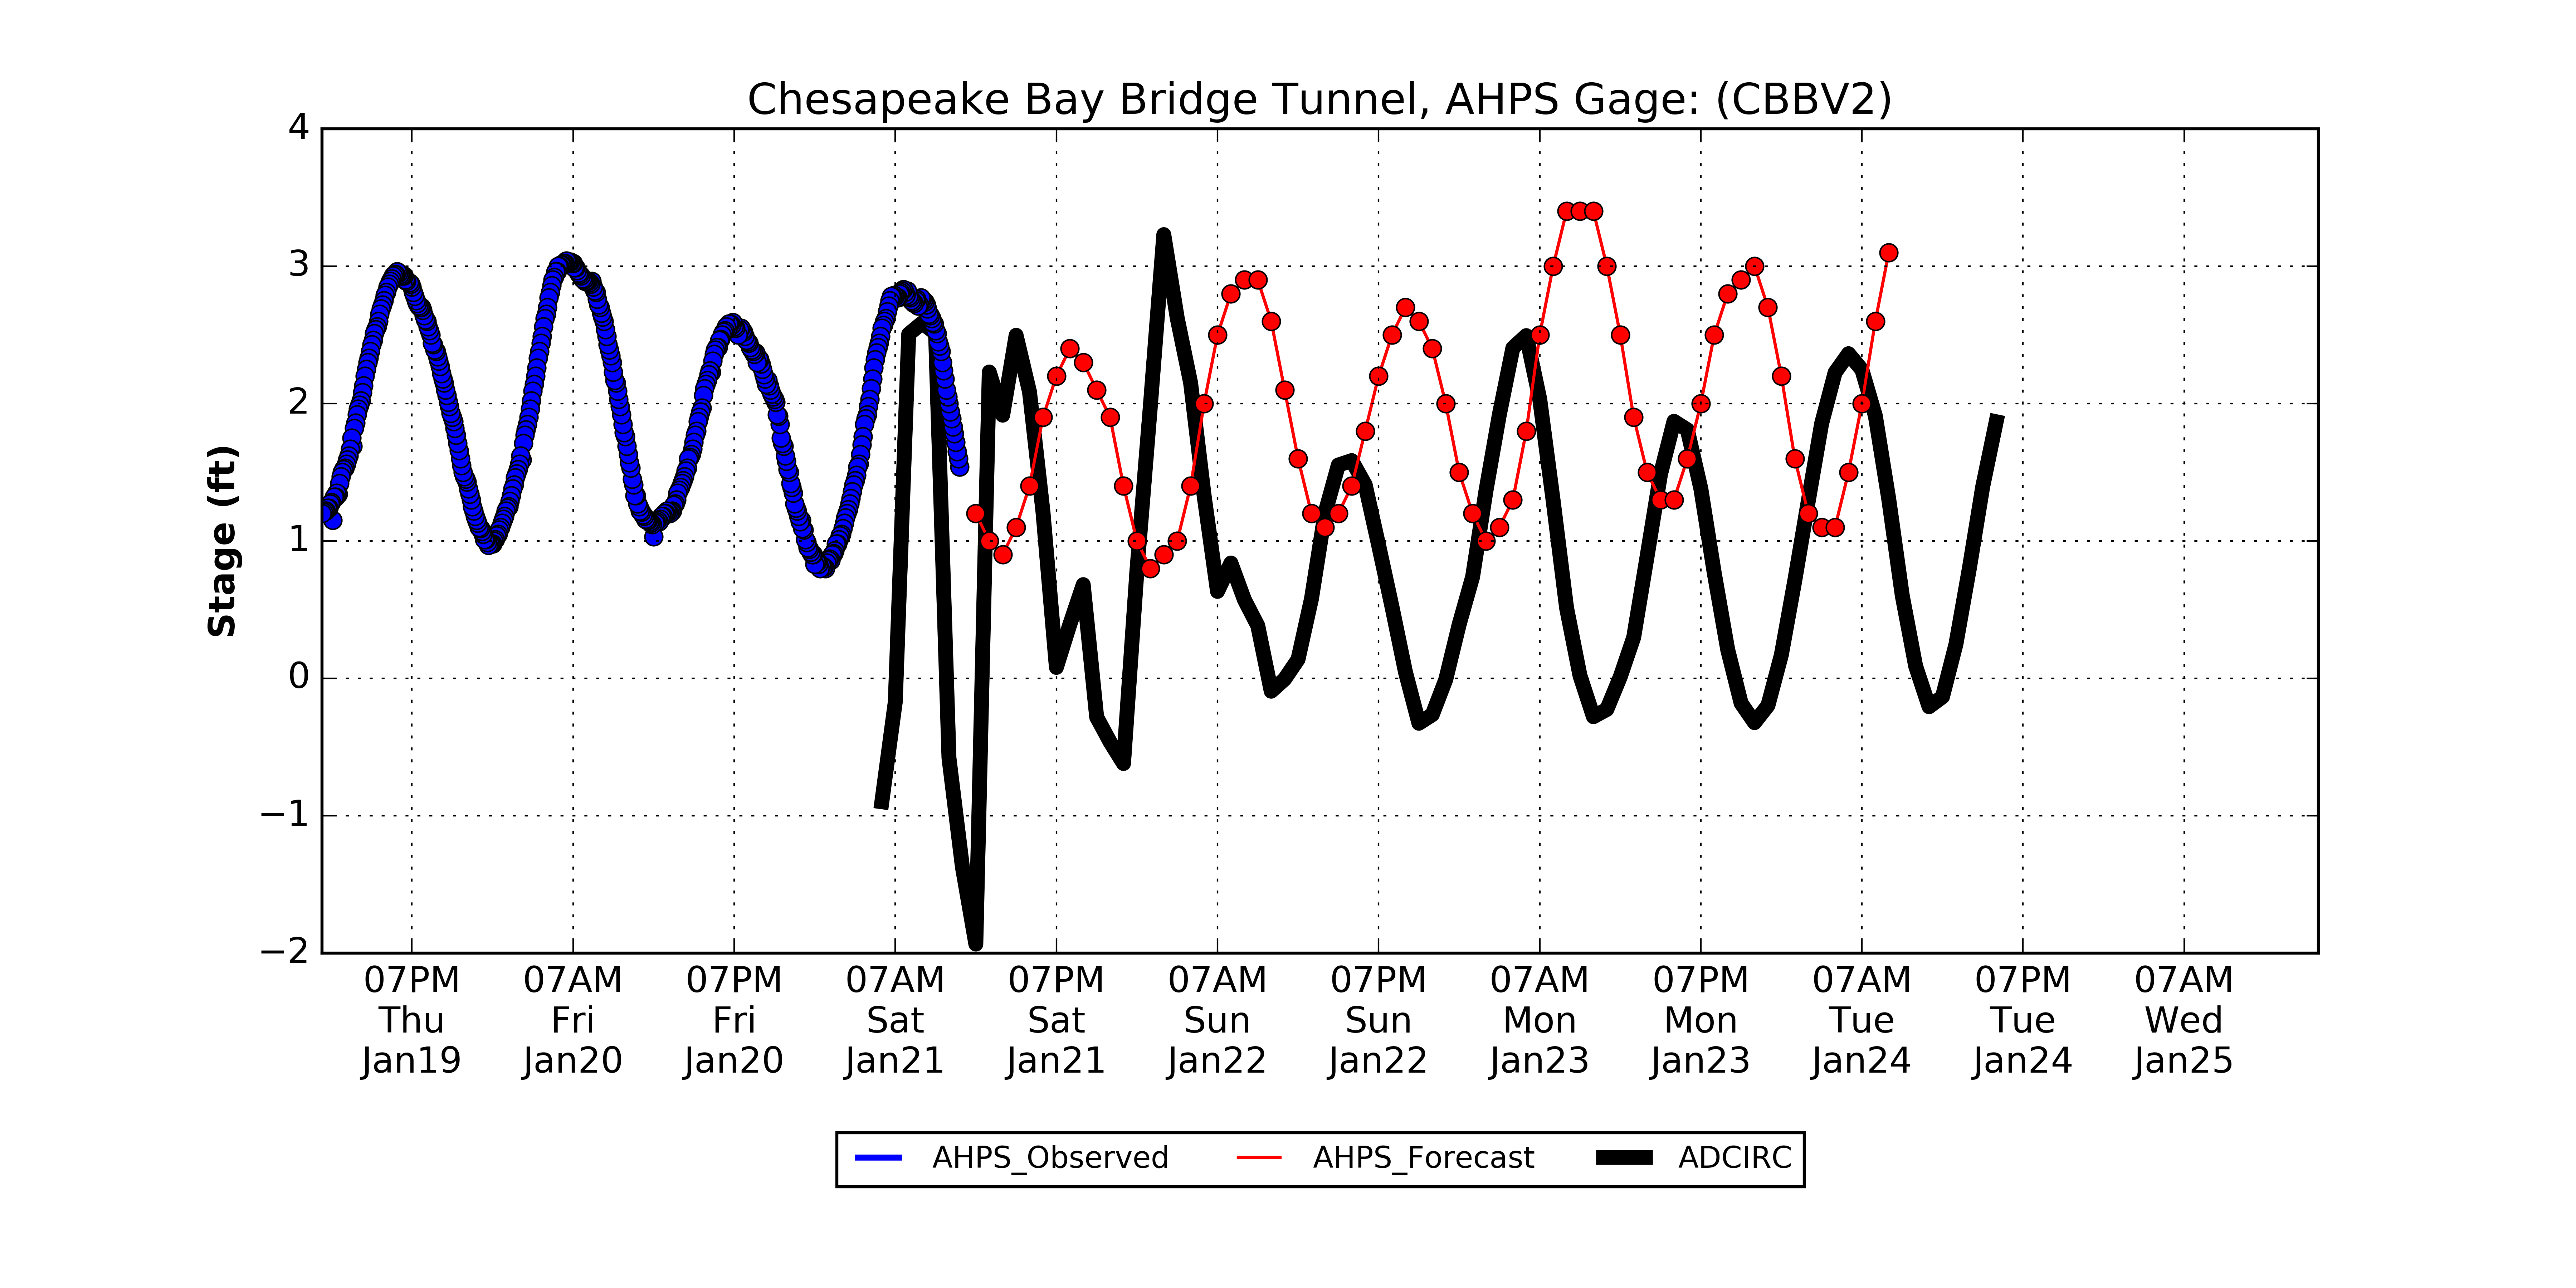 Chesapeake Bay Bridge Tunnel, AHPS Gage: (CBBV2)
4
3
2
1
0
−1
−2
Stage (ft)
07PM 07AM 07PM 07AM 07PM 07AM 07PM 07AM 07PM 07AM 07PM 07AM
Thu Fri Fri Sat Sat Sun Sun Mon Mon Tue Tue Wed
Jan19 Jan20 Jan20 Jan21 Jan21 Jan22 Jan22 Jan23 Jan23 Jan24 Jan24 Jan25
AHPS_Observed AHPS_Forecast ADCIRC